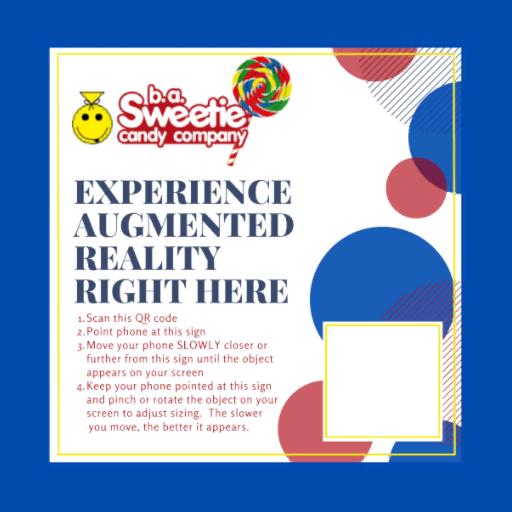 b.a.
Sweetie
candy company
EXPERIENCE
AUGMENTED
REALITY
RIGHT HERE
1. Scan this QR code
2. Point phone at this sign
3. Move your phone SLOWLY closer or
further from this sign until the object
appears on your screen
4. Keep your phone pointed at this sign
and pinch or rotate the object on your
screen to adjust sizing. The slower
you move, the better it appears.